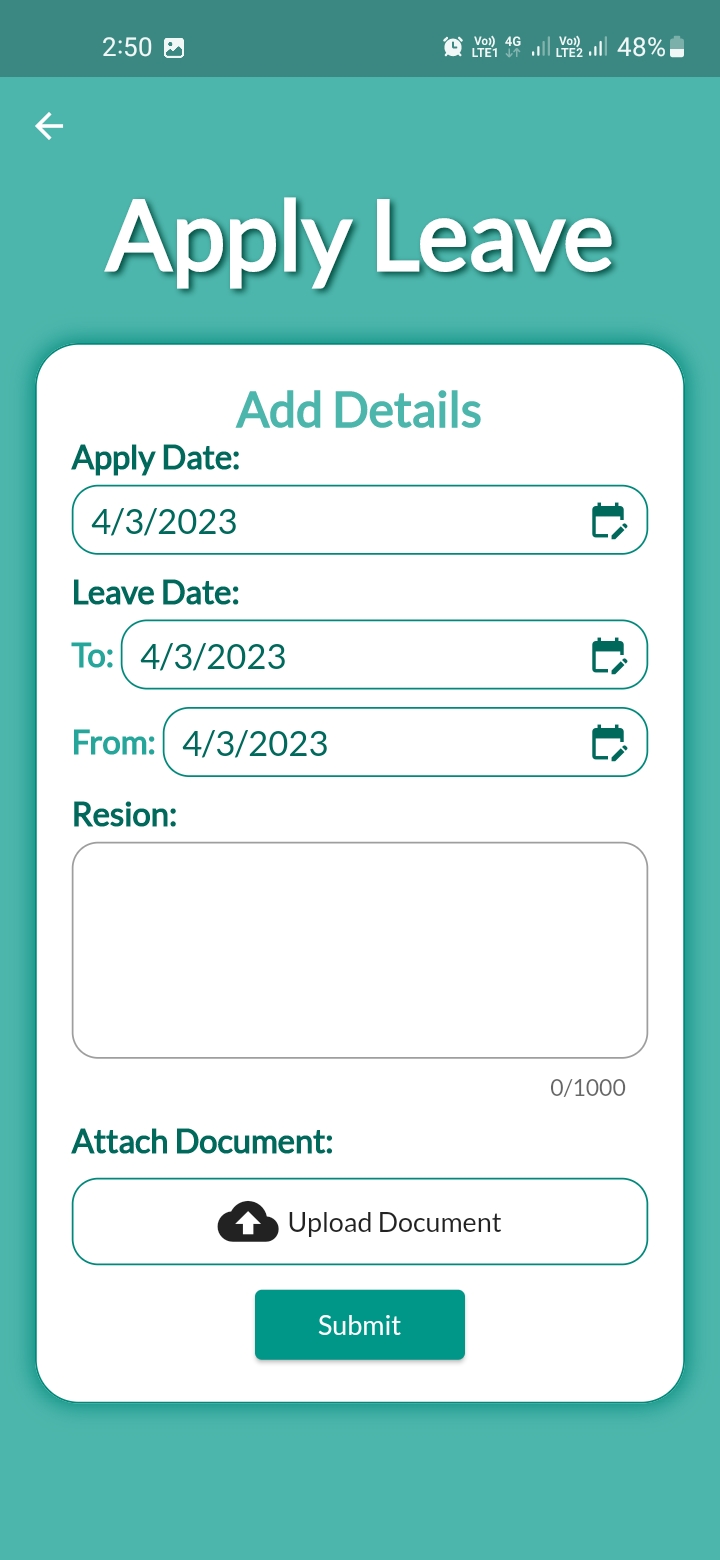 2:50 Vo)) LTE1 4G Vo)) LTE2 48%
Apply Leave
Add Details
Apply Date:
4/3/2023
Leave Date:
To: 4/3/2023
From: 4/3/2023
Resion:
0/1000
Attach Document:
Upload Document
Submit